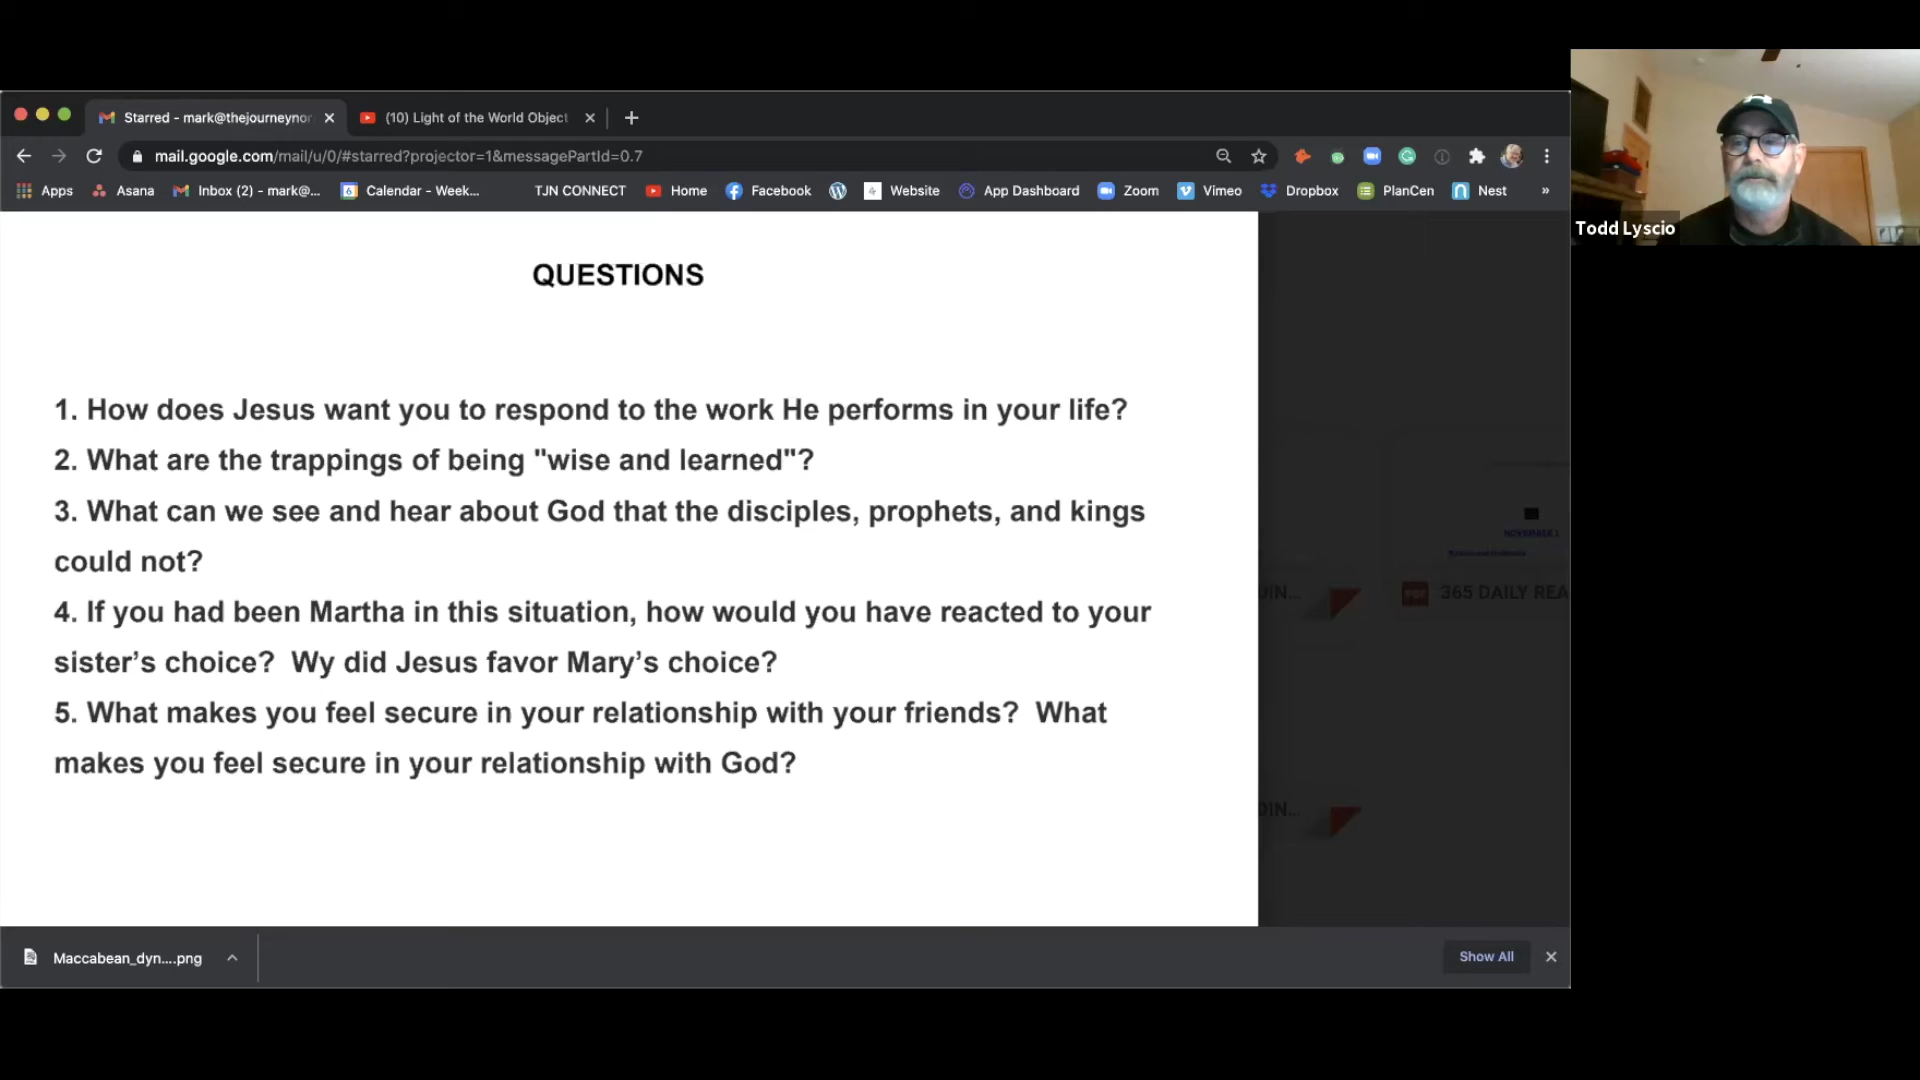 Starred - mark@thejourneynor
(10) Light of the World Object
mail.google.com/mail/u/0/#starred?projector=1&messagePartId=0.7
Apps
Asana
Inbox (2) - mark@...
Calendar - Week...
TJN CONNECT
Home
Facebook
Website
App Dashboard
Zoom
Vimeo
Dropbox
PlanCen
Nest
»
Todd Lyscio
QUESTIONS
1. How does Jesus want you to respond to the work He performs in your life?
2. What are the trappings of being "wise and learned"?
3. What can we see and hear about God that the disciples, prophets, and kings
could not?
4. If you had been Martha in this situation, how would you have reacted to your
sister’s choice?  Wy did Jesus favor Mary’s choice?
5. What makes you feel secure in your relationship with your friends?  What
makes you feel secure in your relationship with God?
NOVEMBER 1
DIN...
PDF
365 DAILY REA
DIN...
Maccabean_dyn....png
Show All